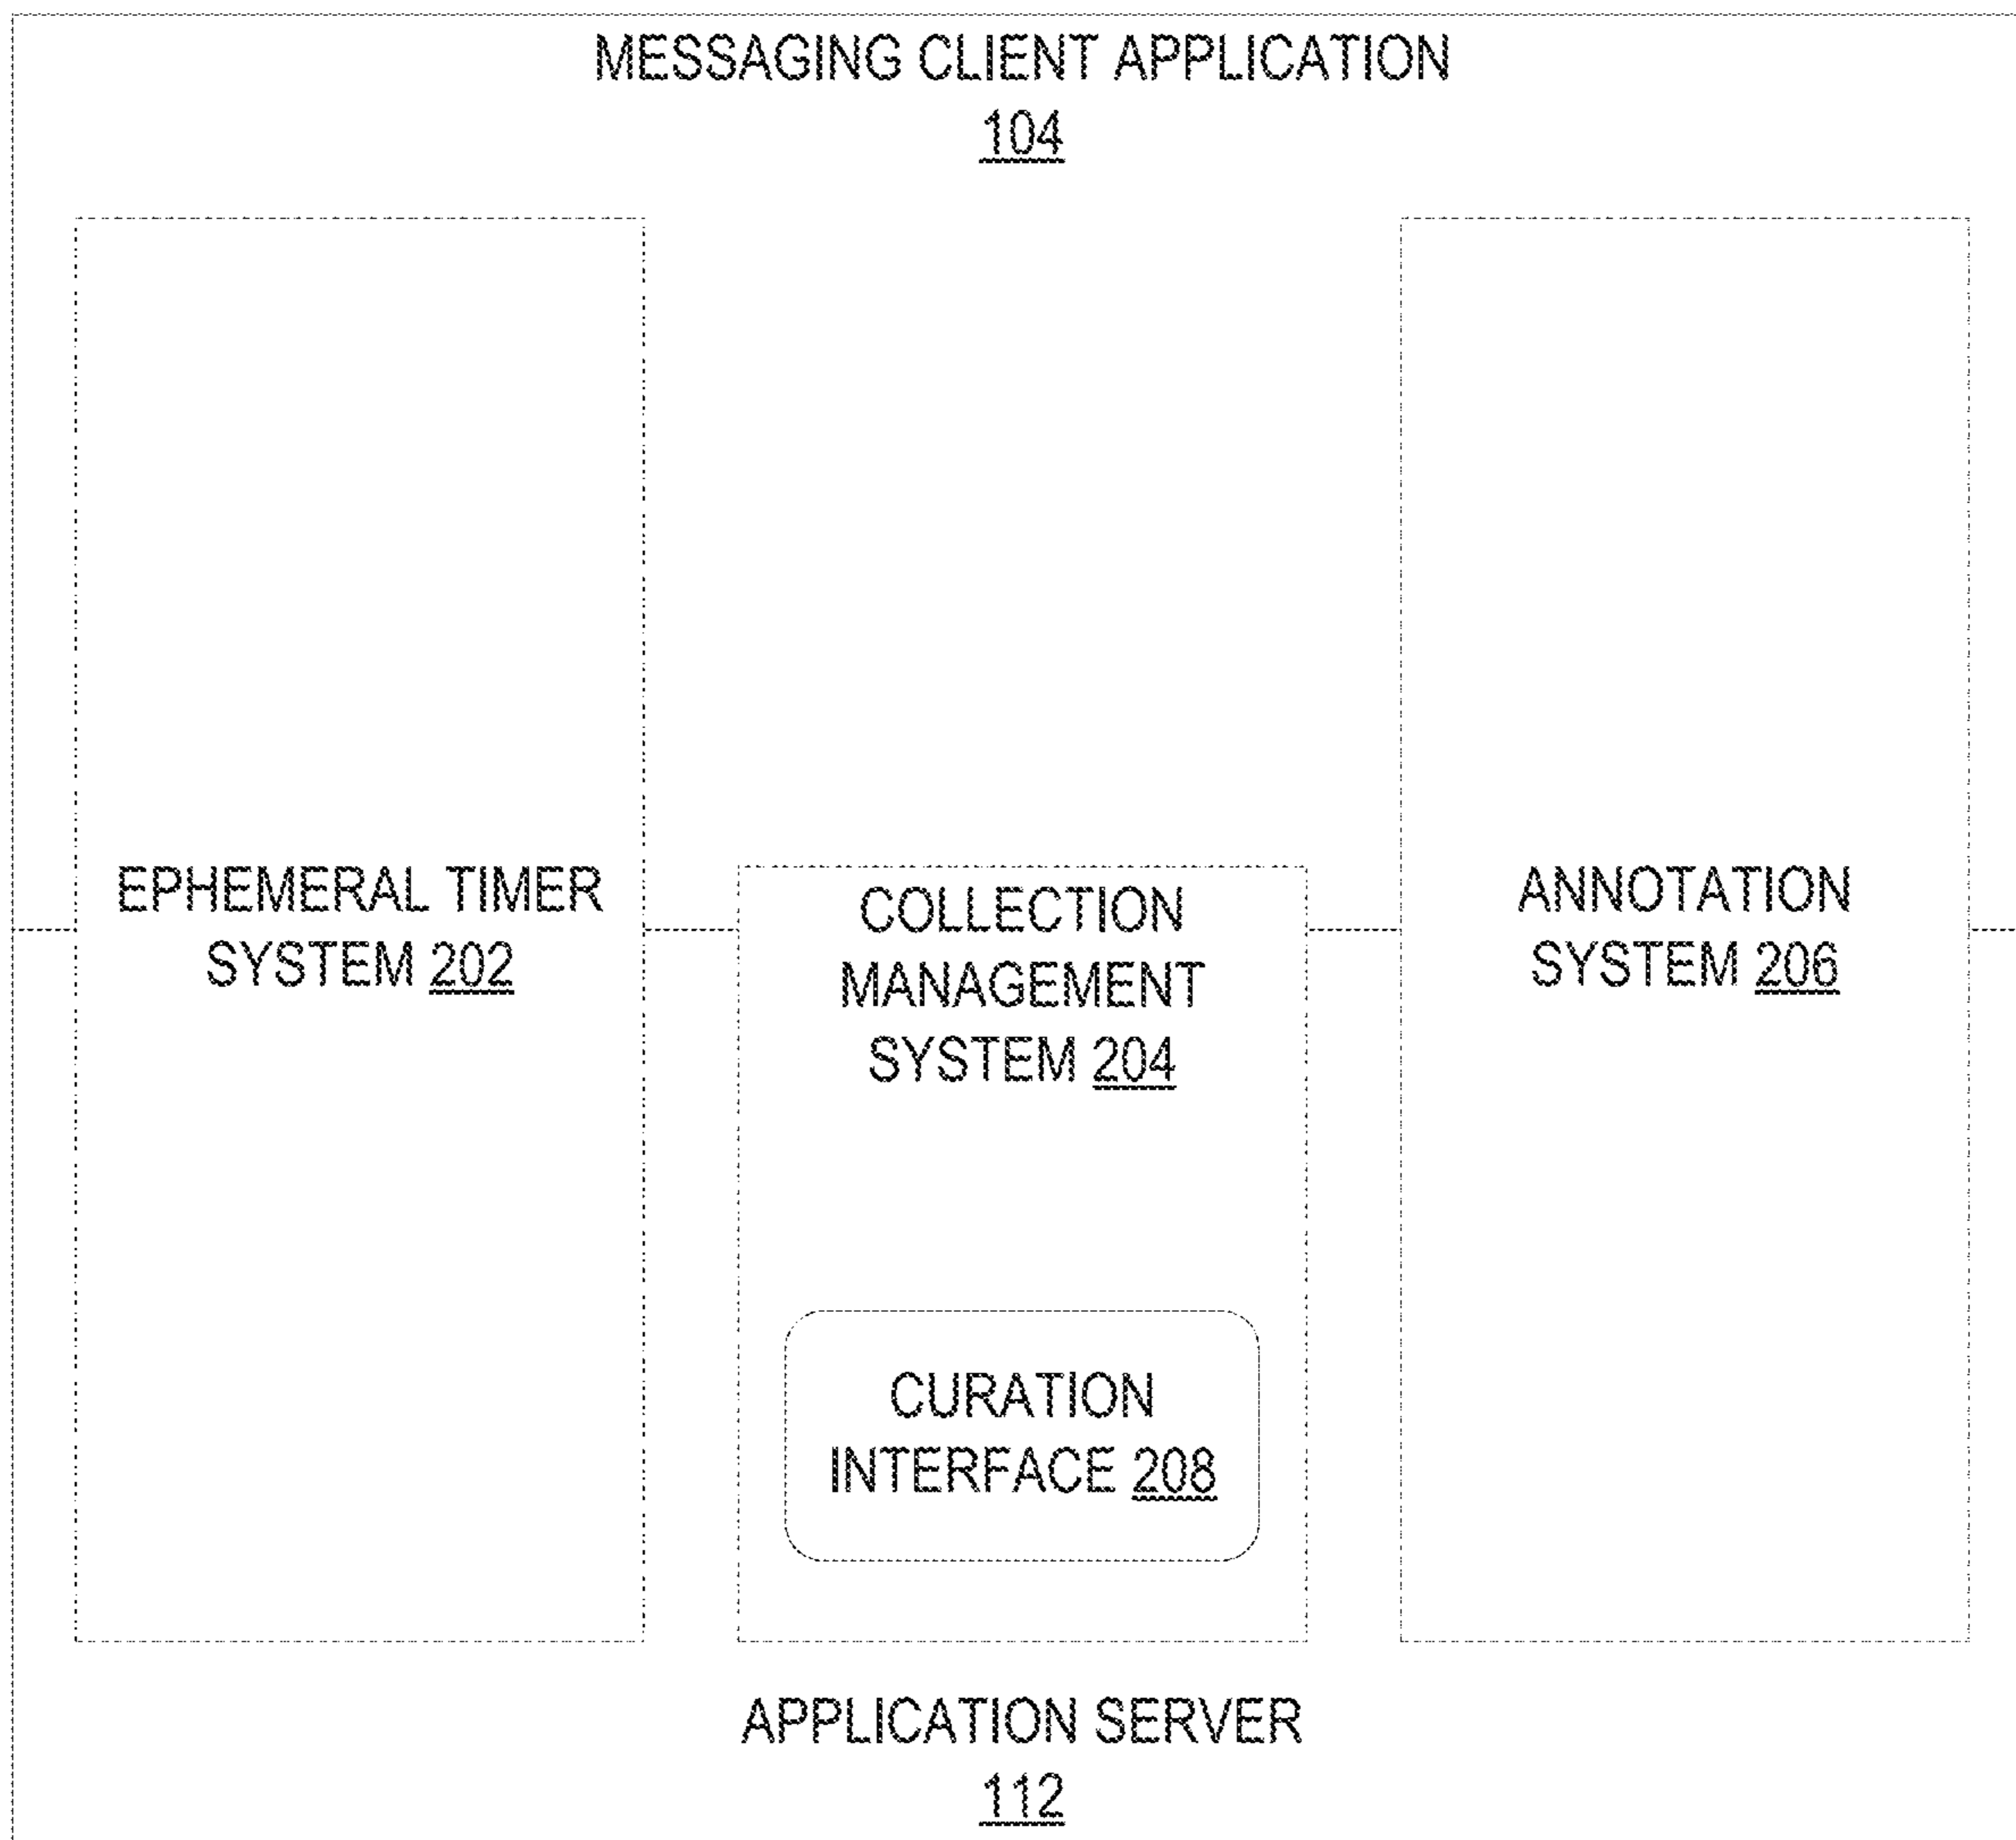 MESSAGING CLIENT APPLICATION
104
EPHEMERAL TIMER
SYSTEM 202
COLLECTION
MANAGEMENT
SYSTEM 204
CURATION
INTERFACE 208
ANNOTATION
SYSTEM 206
APPLICATION SERVER
112